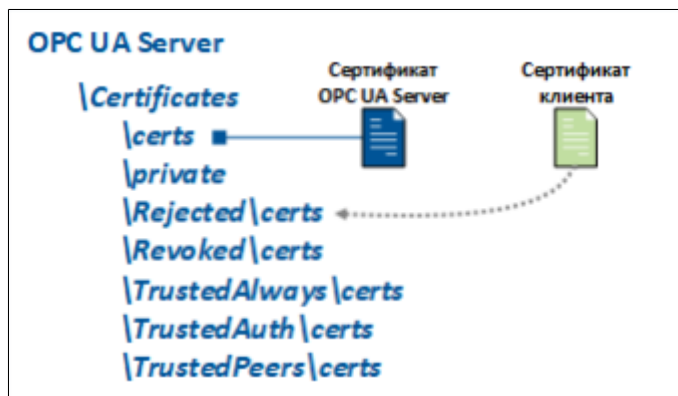 OPC UA Server
Сертификат
OPC UA Server
Сертификат
клиента
\Certificates
\certs
\private
\Rejected\certs
\Revoked\certs
\TrustedAlways\certs
\TrustedAuth\certs
\TrustedPeers\certs